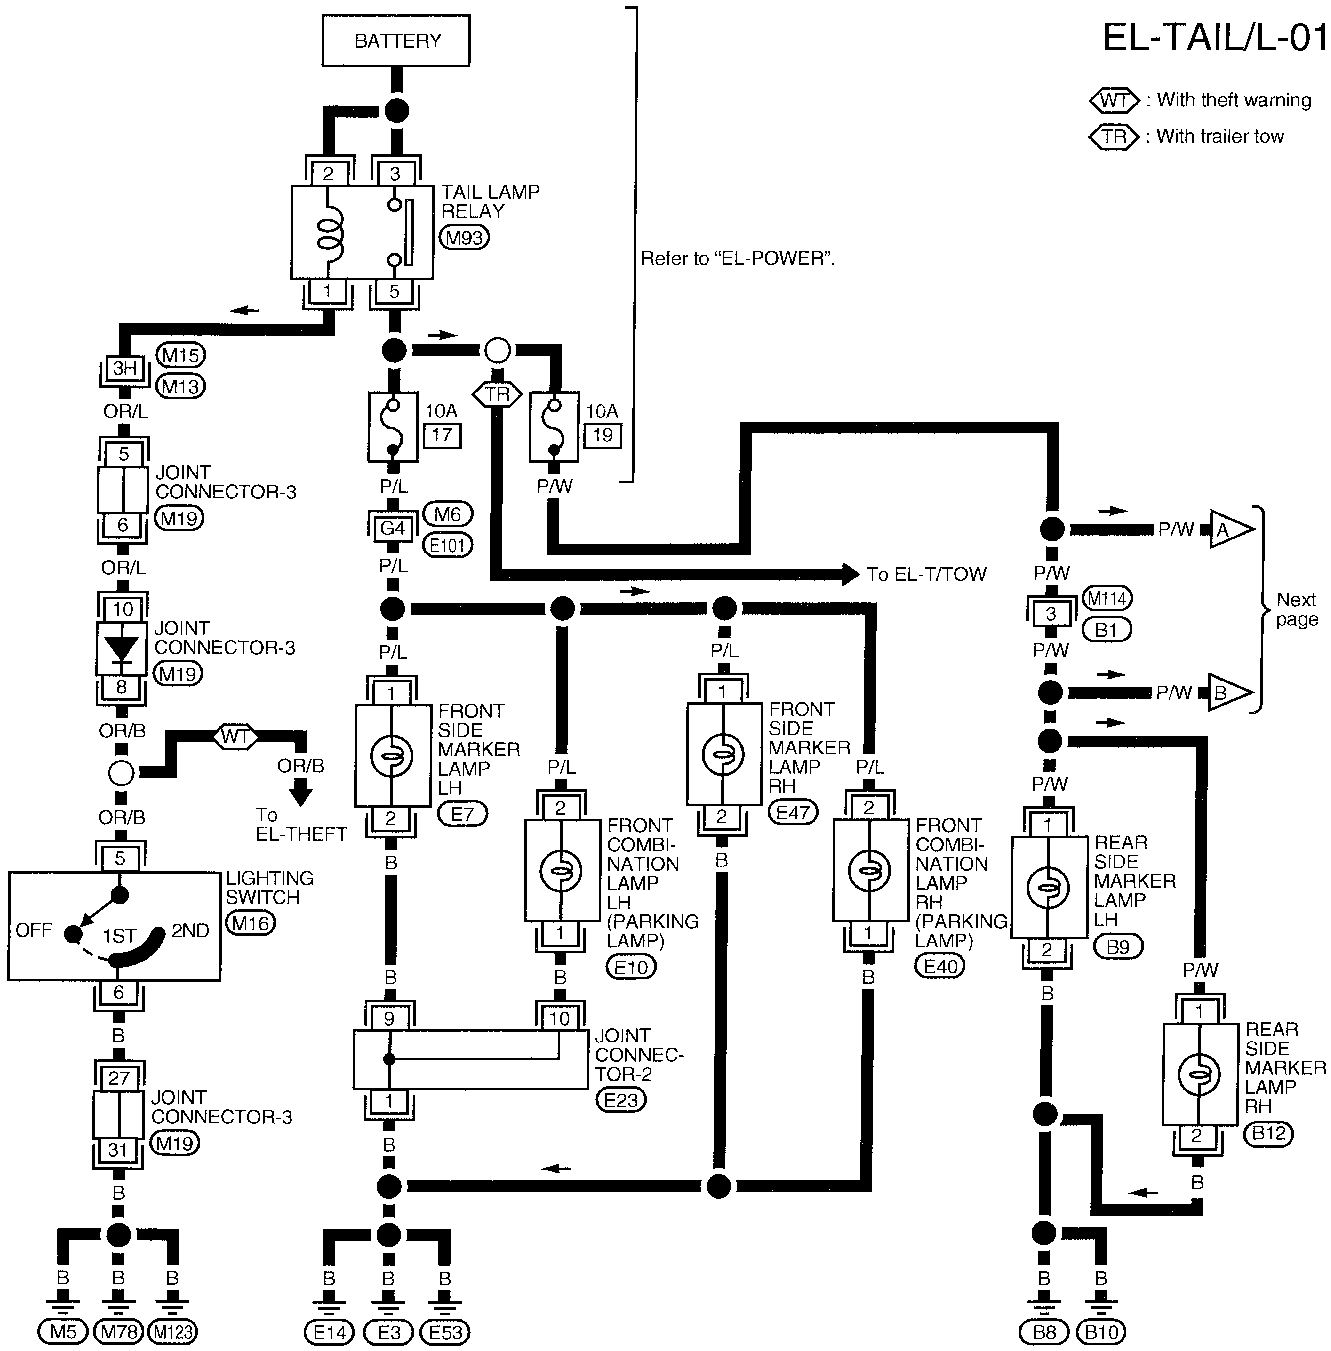 EL-TAIL/L-01
BATTERY
WT : With theft warning
TR : With trailer tow
2
3
TAIL LAMP
RELAY
M93
1
5
Refer to "EL-POWER".
3H
M15
M13
OR/L
TR
10A
17
10A
19
5
JOINT
CONNECTOR-3
M19
6
P/L
P/W
G4
M6
E101
P/L
OR/L
To EL-T/TOW
P/W
A
P/W
3
M114
B1
P/W
P/W
B
Next
page
10
JOINT
CONNECTOR-3
M19
8
OR/B
WT
OR/B
To
EL-THEFT
OR/B
P/L
1
FRONT
SIDE
MARKER
LAMP
LH
E7
2
B
P/L
2
FRONT
COMBI-
NATION
LAMP
LH
(PARKING
LAMP)
E10
1
B
P/L
1
FRONT
SIDE
MARKER
LAMP
RH
E47
2
B
P/L
2
FRONT
COMBI-
NATION
LAMP
RH
(PARKING
LAMP)
E40
1
B
P/W
1
REAR
SIDE
MARKER
LAMP
LH
B9
2
B
P/W
1
REAR
SIDE
MARKER
LAMP
RH
B12
2
B
5
LIGHTING
SWITCH
M16
OFF
1ST
2ND
6
B
27
JOINT
CONNECTOR-3
M19
31
B
B
9
10
JOINT
CONNEC-
TOR-2
E23
1
B
B
B
B
B
B
B
B
B
M5
M78
M123
E14
E3
E53
B8
B10